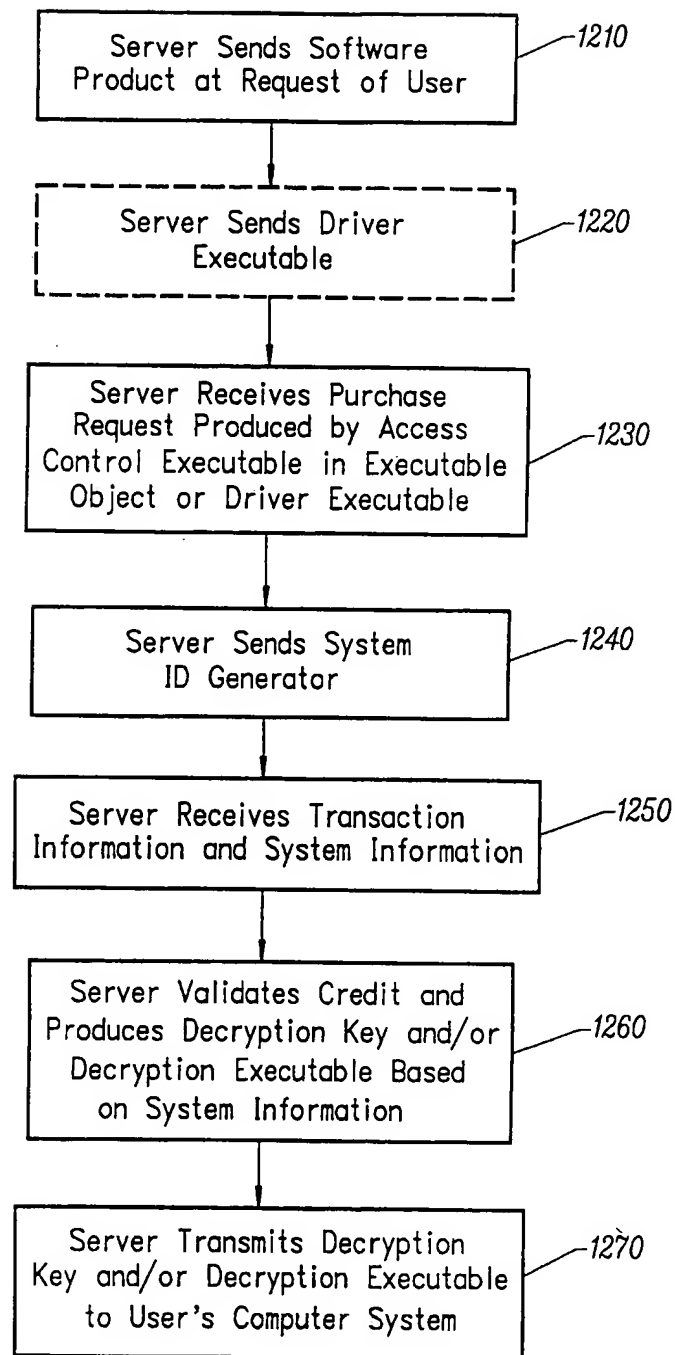 Server Sends Software
Product at Request of User
1210
Server Sends Driver
Executable
1220
Server Receives Purchase
Request Produced by Access
Control Executable in Executable
Object or Driver Executable
1230
Server Sends System
ID Generator
1240
Server Receives Transaction
Information and System Information
1250
Server Validates Credit and
Produces Decryption Key and/or
Decryption Executable Based
on System Information
1260
Server Transmits Decryption
Key and/or Decryption Executable
to User's Computer System
1270